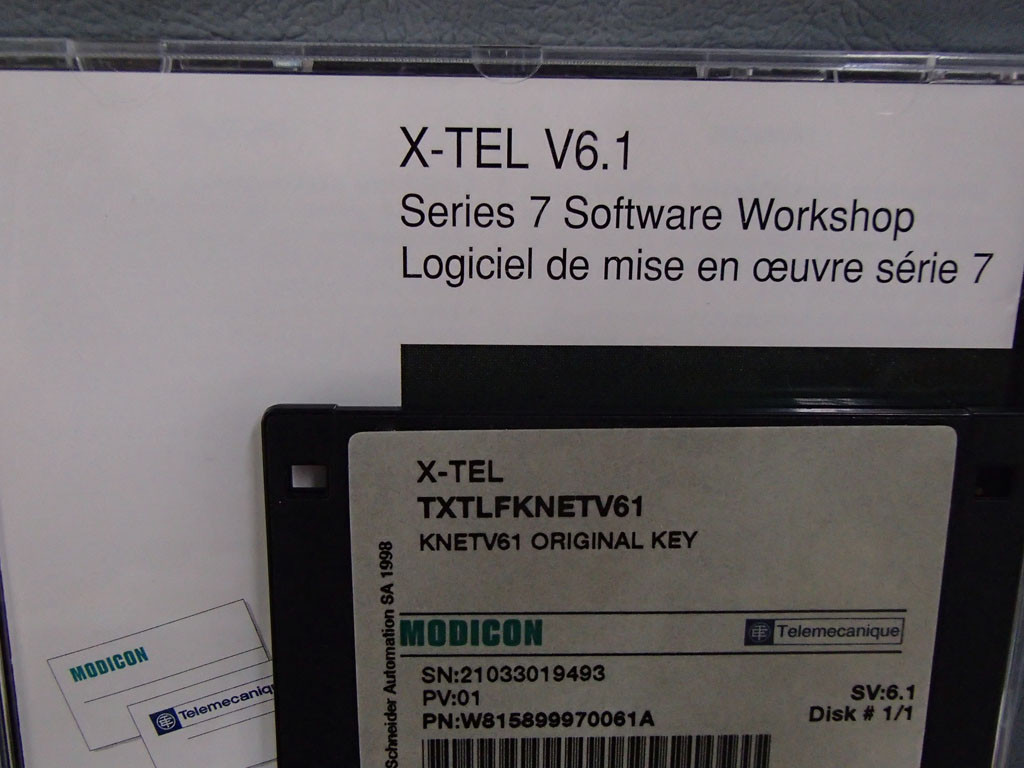 X-TEL V6.1
Series 7 Software Workshop
Logiciel de mise en œuvre série 7
X-TEL
TXTLFKNETV61
KNETV61 ORIGINAL KEY
Schneider Automation SA 1998
MODICON
Telemecanique
SN:21033019493
PV:01
SV:6.1
PN:W815899970061A
Disk # 1/1
MODICON
Telemecaniqu